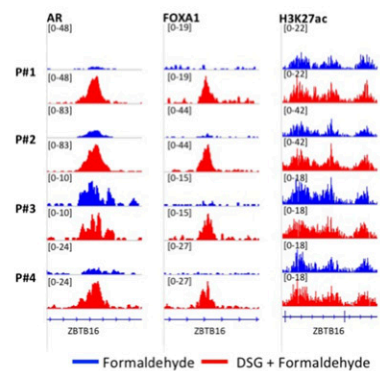 AR FOXA1 H3K27ac
[0-48] [0-19] [0-22]
P#1
[0-48] [0-19] [0-22]
[0-83] [0-44] [0-42]
P#2
[0-83] [0-44] [0-42]
[0-10] [0-15] [0-18]
P#3
[0-10] [0-15] [0-18]
[0-24] [0-27] [0-18]
P#4
[0-24] [0-27] [0-18]
ZBTB16 ZBTB16 ZBTB16
Formaldehyde DSG + Formaldehyde